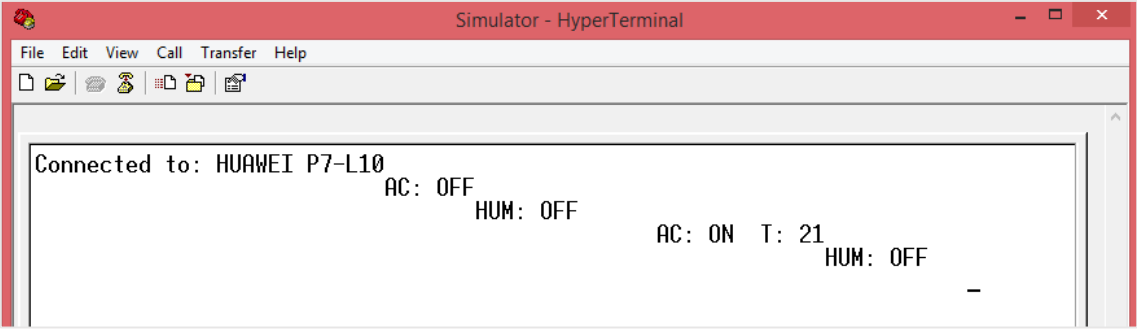 Simulator - HyperTerminal
File Edit View Call Transfer Help
Connected to: HUAWEI P7-L10
AC: OFF
HUM: OFF
AC: ON T: 21
HUM: OFF